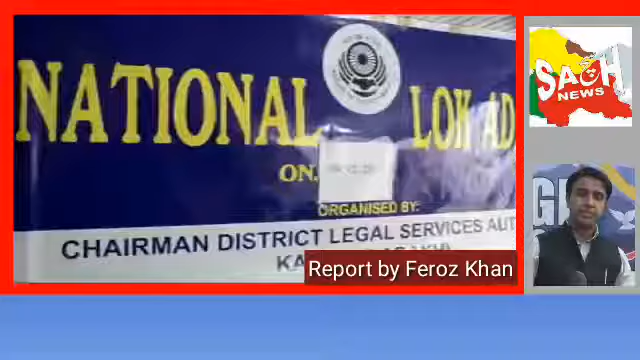 NATIONAL LOK AD
ON.
ORGANISED BY:
CHAIRMAN DISTRICT LEGAL SERVICES AUT
Report by Feroz Khan
SACH
NEWS